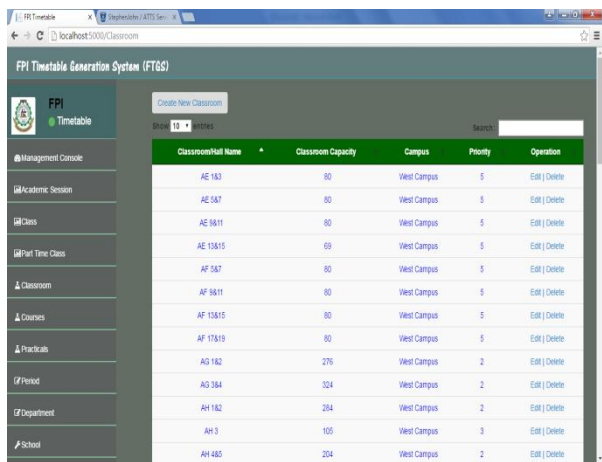 FPI Timetable
StephenJohn / ATTS Serv
localhost:5000/Classroom
FPI Timetable Generation System (FTGS)
FPI
Timetable
Management Console
Academic Session
Class
Part Time Class
Classroom
Courses
Practicals
Period
Department
School
Create New Classroom
Show 10 entries
Search:
Classroom/Hall Name Classroom Capacity Campus Priority Operation
AE 1&3 80 West Campus 5 Edit | Delete
AE 5&7 80 West Campus 5 Edit | Delete
AE 9&11 80 West Campus 5 Edit | Delete
AE 13&15 69 West Campus 5 Edit | Delete
AF 5&7 80 West Campus 5 Edit | Delete
AF 9&11 80 West Campus 5 Edit | Delete
AF 13&15 80 West Campus 5 Edit | Delete
AF 17&19 80 West Campus 5 Edit | Delete
AG 1&2 276 West Campus 2 Edit | Delete
AG 3&4 324 West Campus 2 Edit | Delete
AH 1&2 284 West Campus 2 Edit | Delete
AH 3 105 West Campus 3 Edit | Delete
AH 4&5 204 West Campus 2 Edit | Delete